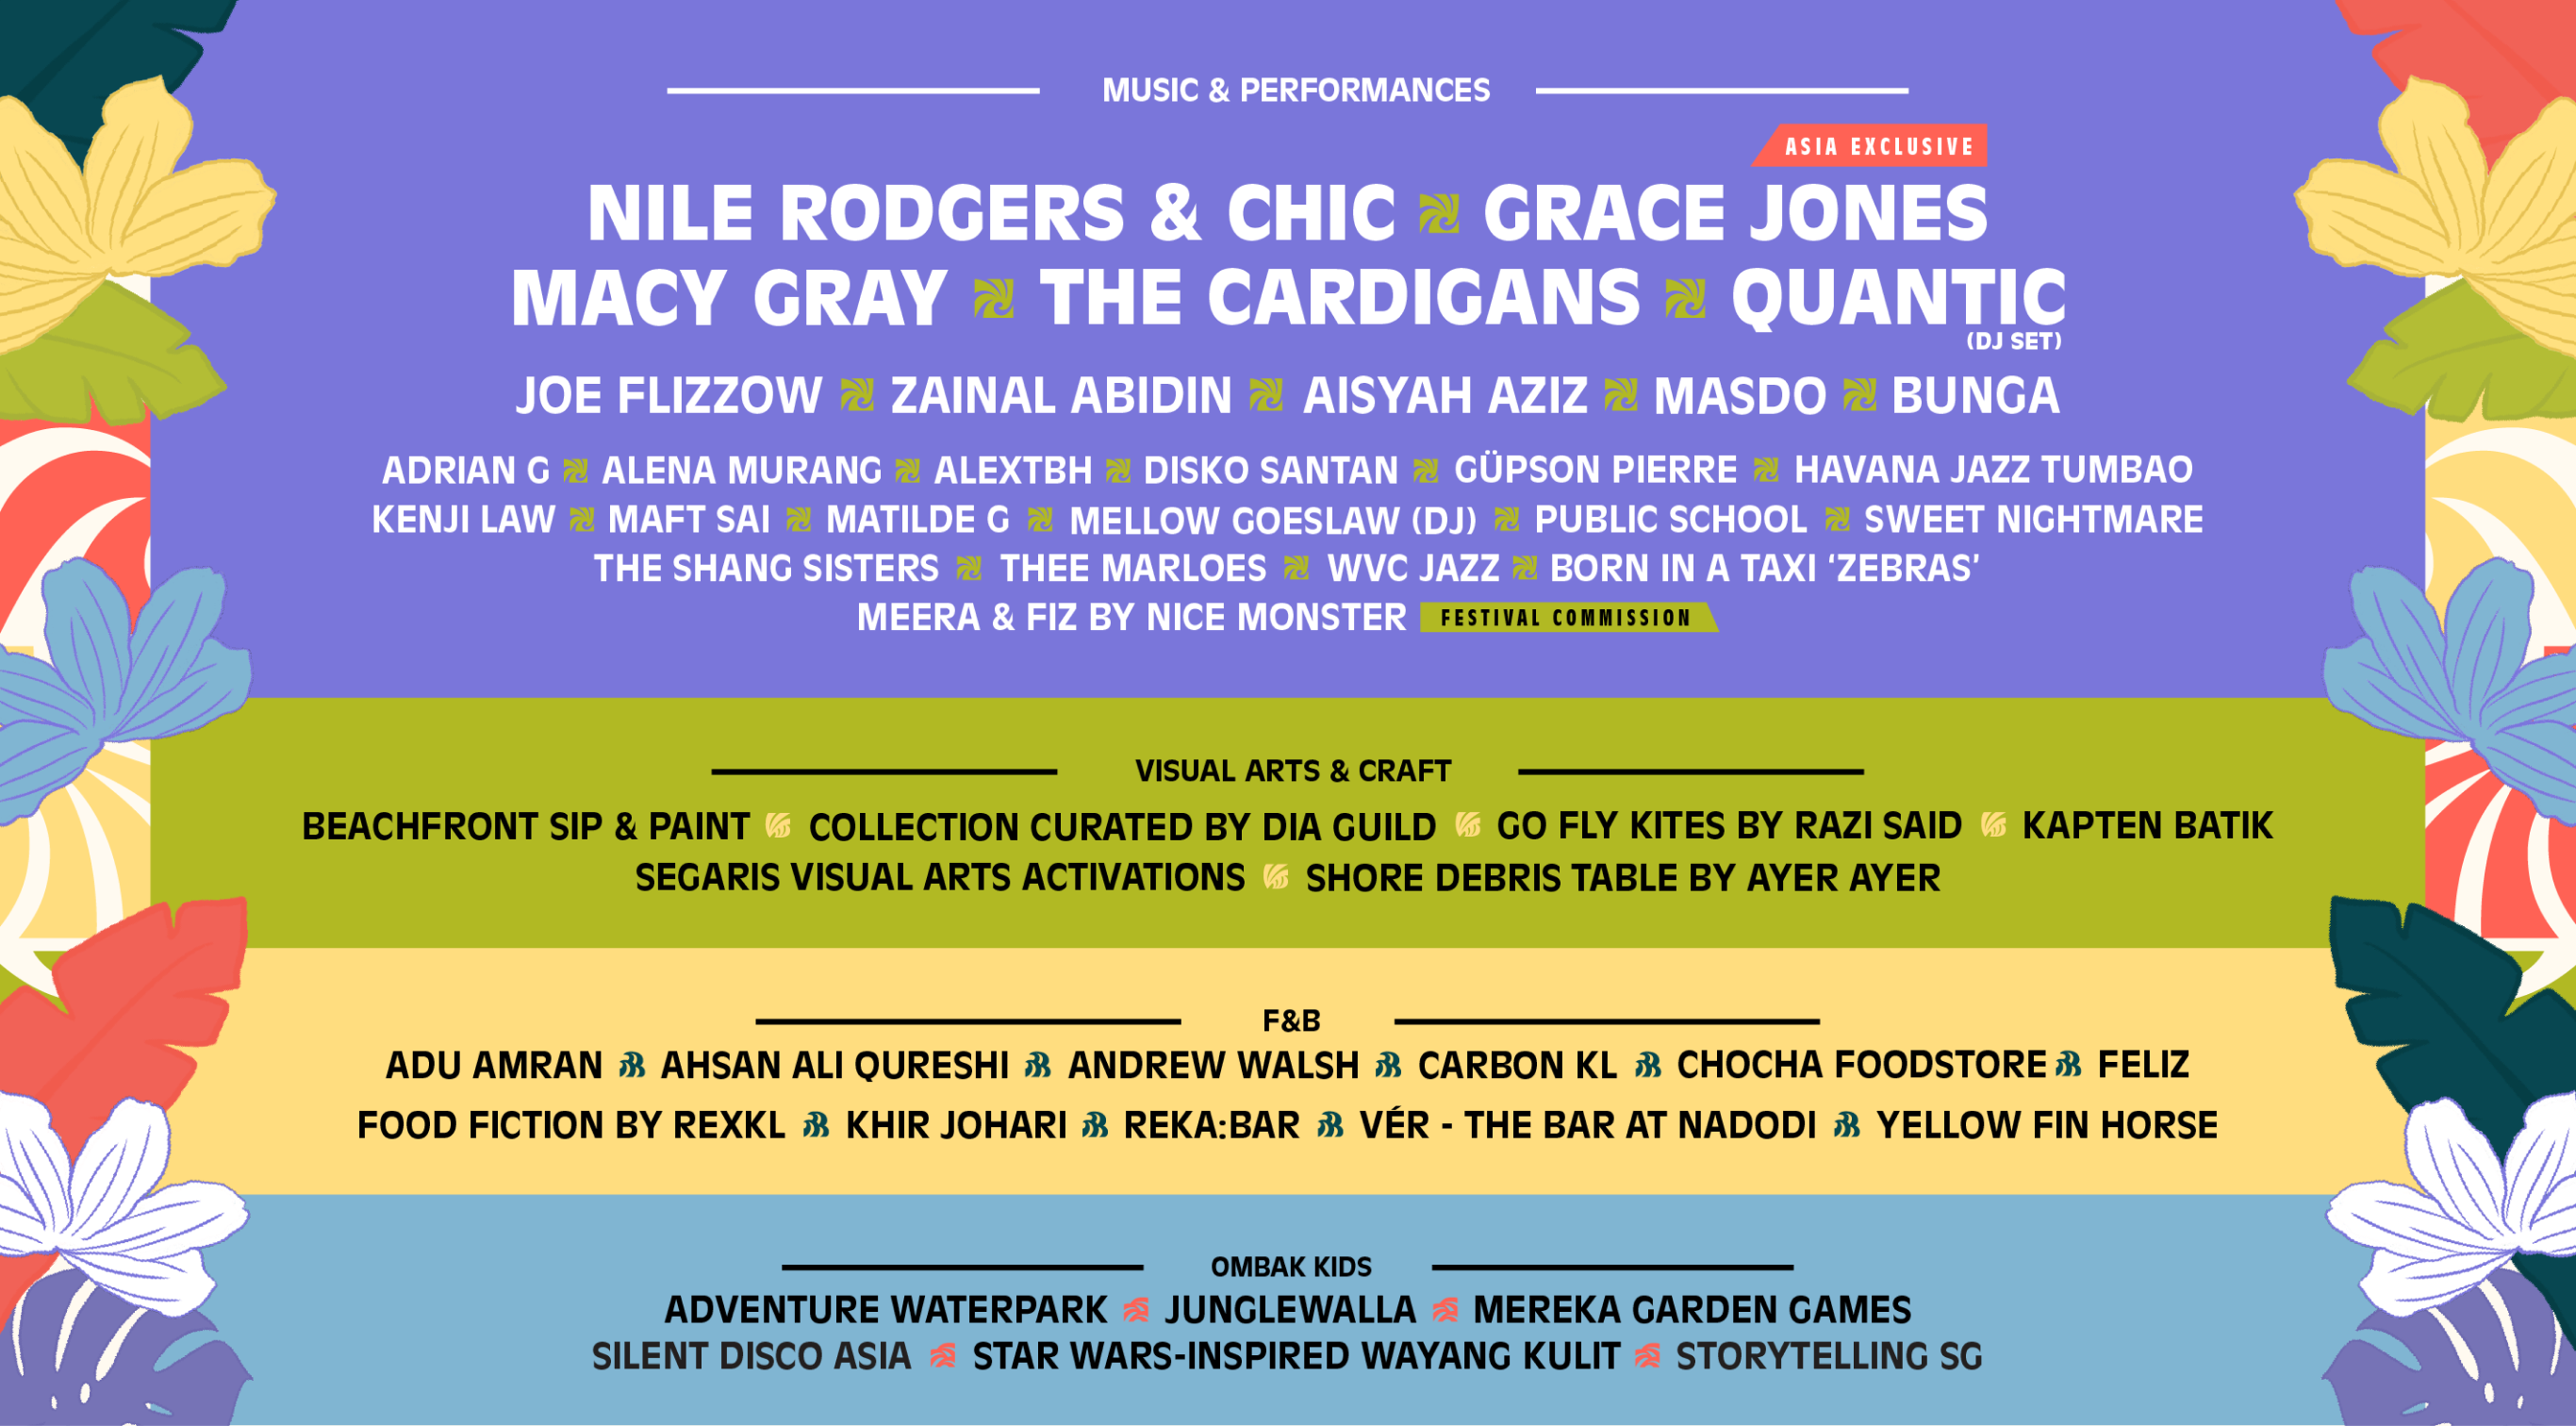 MUSIC & PERFORMANCES
ASIA EXCLUSIVE
NILE RODGERS & CHIC GRACE JONES
MACY GRAY THE CARDIGANS QUANTIC
(DJ SET)
JOE FLIZZOW ZAINAL ABIDIN AISYAH AZIZ MASDO BUNGA
ADRIAN G ALENA MURANG ALEXTBH DISKO SANTAN GÜPSON PIERRE HAVANA JAZZ TUMBAO
KENJI LAW MAFT SAI MATILDE G MELLOW GOESLAW (DJ) PUBLIC SCHOOL SWEET NIGHTMARE
THE SHANG SISTERS THEE MARLOES WVC JAZZ BORN IN A TAXI ‘ZEBRAS’
MEERA & FIZ BY NICE MONSTER FESTIVAL COMMISSION
VISUAL ARTS & CRAFT
BEACHFRONT SIP & PAINT COLLECTION CURATED BY DIA GUILD GO FLY KITES BY RAZI SAID KAPTEN BATIK
SEGARIS VISUAL ARTS ACTIVATIONS SHORE DEBRIS TABLE BY AYER AYER
F&B
ADU AMRAN AHSAN ALI QURESHI ANDREW WALSH CARBON KL CHOCHA FOODSTORE FELIZ
FOOD FICTION BY REXKL KHIR JOHARI REKA:BAR VÉR - THE BAR AT NADODI YELLOW FIN HORSE
OMBAK KIDS
ADVENTURE WATERPARK JUNGLEWALLA MEREKA GARDEN GAMES
SILENT DISCO ASIA STAR WARS-INSPIRED WAYANG KULIT STORYTELLING SG